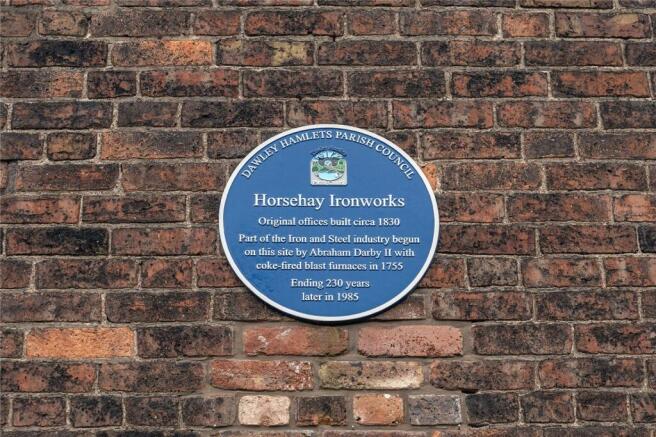 DAWLEY HAMLETS PARISH COUNCIL
Horsehay Ironworks
Original offices built circa 1830
Part of the Iron and Steel industry begun
on this site by Abraham Darby II with
coke-fired blast furnaces in 1755
Ending 230 years
later in 1985